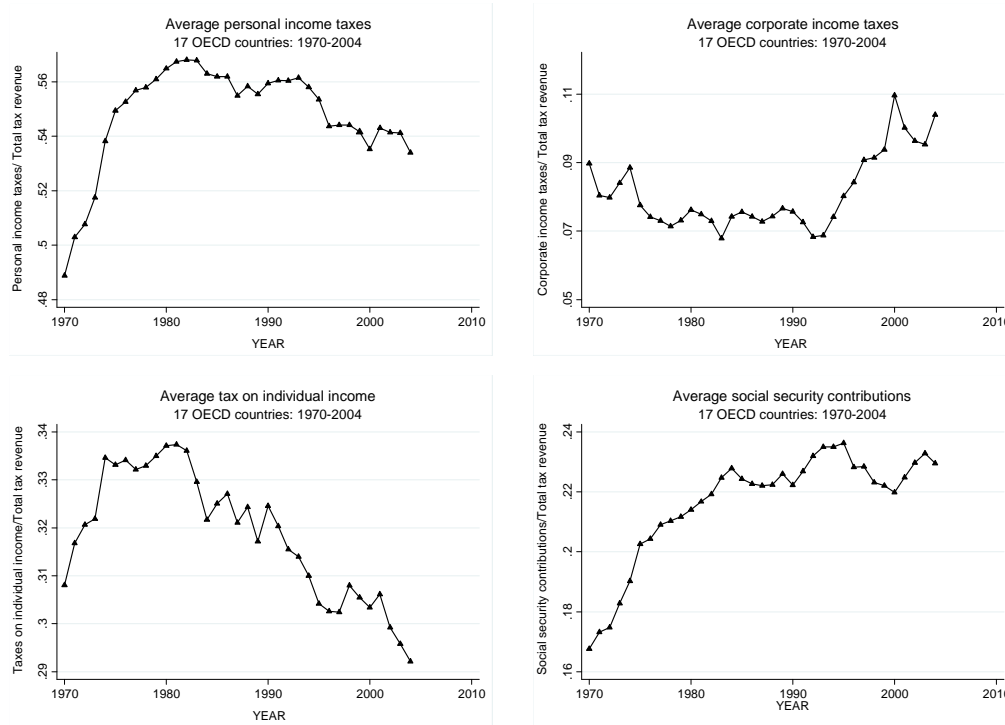 Average personal income taxes
17 OECD countries: 1970-2004
Personal income taxes/ Total tax revenue
.56
.54
.52
.5
.48
1970 1980 1990 2000 2010
YEAR
Average corporate income taxes
17 OECD countries: 1970-2004
Corporate income taxes/ Total tax revenue
.11
.09
.07
.05
1970 1980 1990 2000 2010
YEAR
Average tax on individual income
17 OECD countries: 1970-2004
Taxes on individual income/Total tax revenue
.34
.33
.32
.31
.3
.29
1970 1980 1990 2000 2010
YEAR
Average social security contributions
17 OECD countries: 1970-2004
Social security contributions/Total tax revenue
.24
.22
.2
.18
.16
1970 1980 1990 2000 2010
YEAR